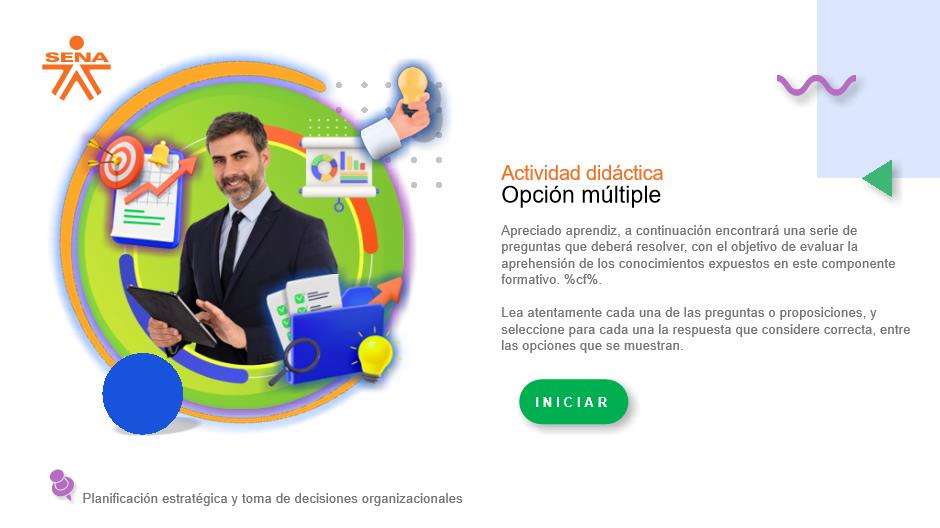 SENA
Actividad didáctica
Opción múltiple
Apreciado aprendiz, a continuación encontrará una serie de
preguntas que deberá resolver, con el objetivo de evaluar la
aprehensión de los conocimientos expuestos en este componente
formativo. %cf%.
Lea atentamente cada una de las preguntas o proposiciones, y
seleccione para cada una la respuesta que considere correcta, entre
las opciones que se muestran.
INICIAR
Planificación estratégica y toma de decisiones organizacionales